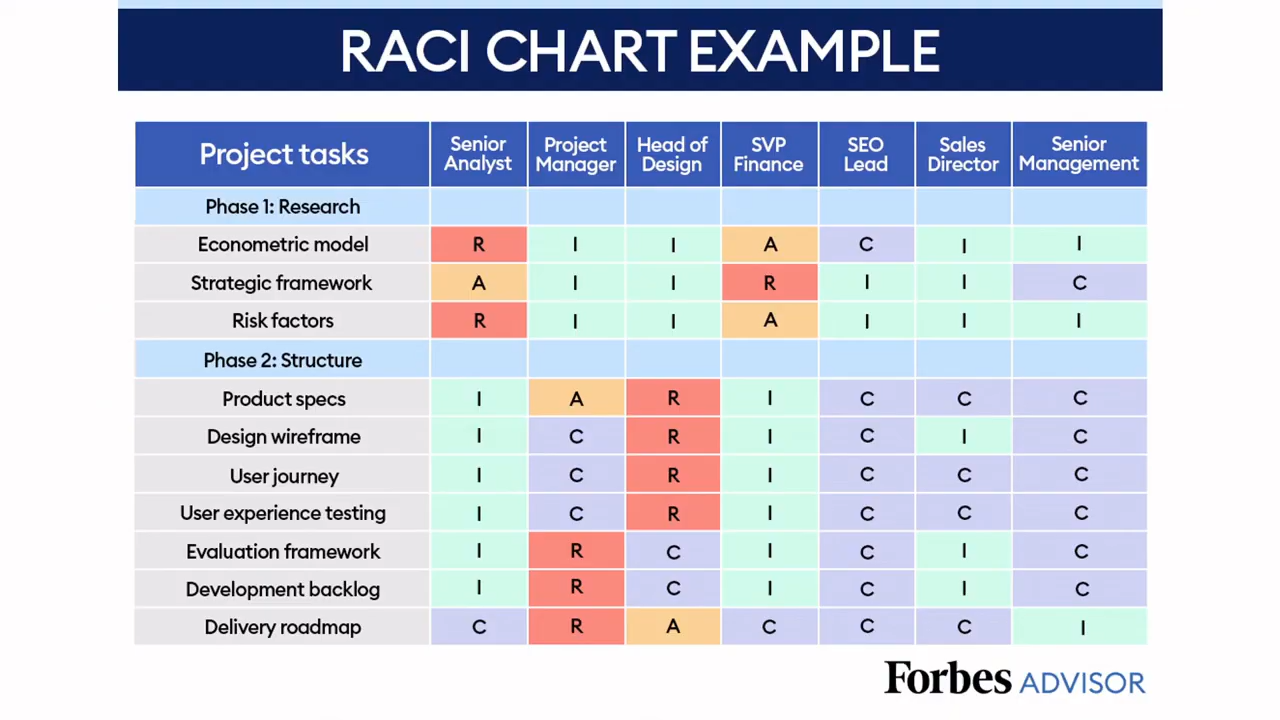 RACI CHART EXAMPLE
Project tasks Senior Analyst Project Manager Head of Design SVP Finance SEO Lead Sales Director Senior Management
Phase 1: Research
Econometric model R I I A C I I
Strategic framework A I I R I I C
Risk factors R I I A I I I
Phase 2: Structure
Product specs I A R I C C C
Design wireframe I C R I C I C
User journey I C R I C C C
User experience testing I C R I C C C
Evaluation framework I R C I C I C
Development backlog I R C I C I C
Delivery roadmap C R A C C C I
Forbes ADVISOR